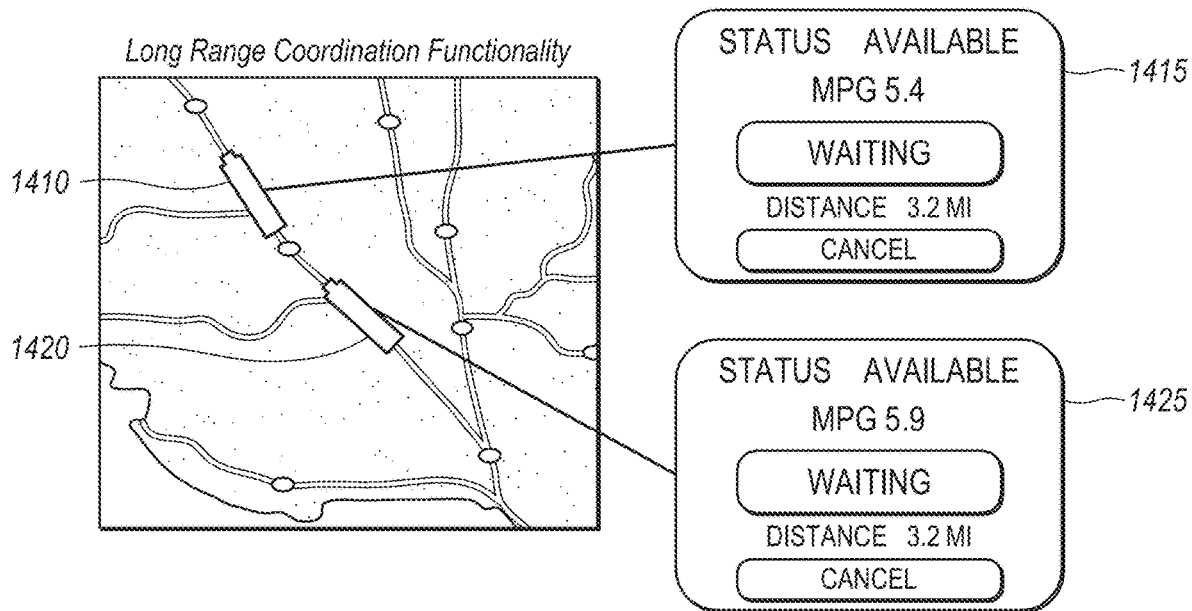 Long Range Coordination Functionality
1410
1420
STATUS AVAILABLE
MPG 5.4
WAITING
DISTANCE 3.2 MI
CANCEL
1415
STATUS AVAILABLE
MPG 5.9
WAITING
DISTANCE 3.2 MI
CANCEL
1425